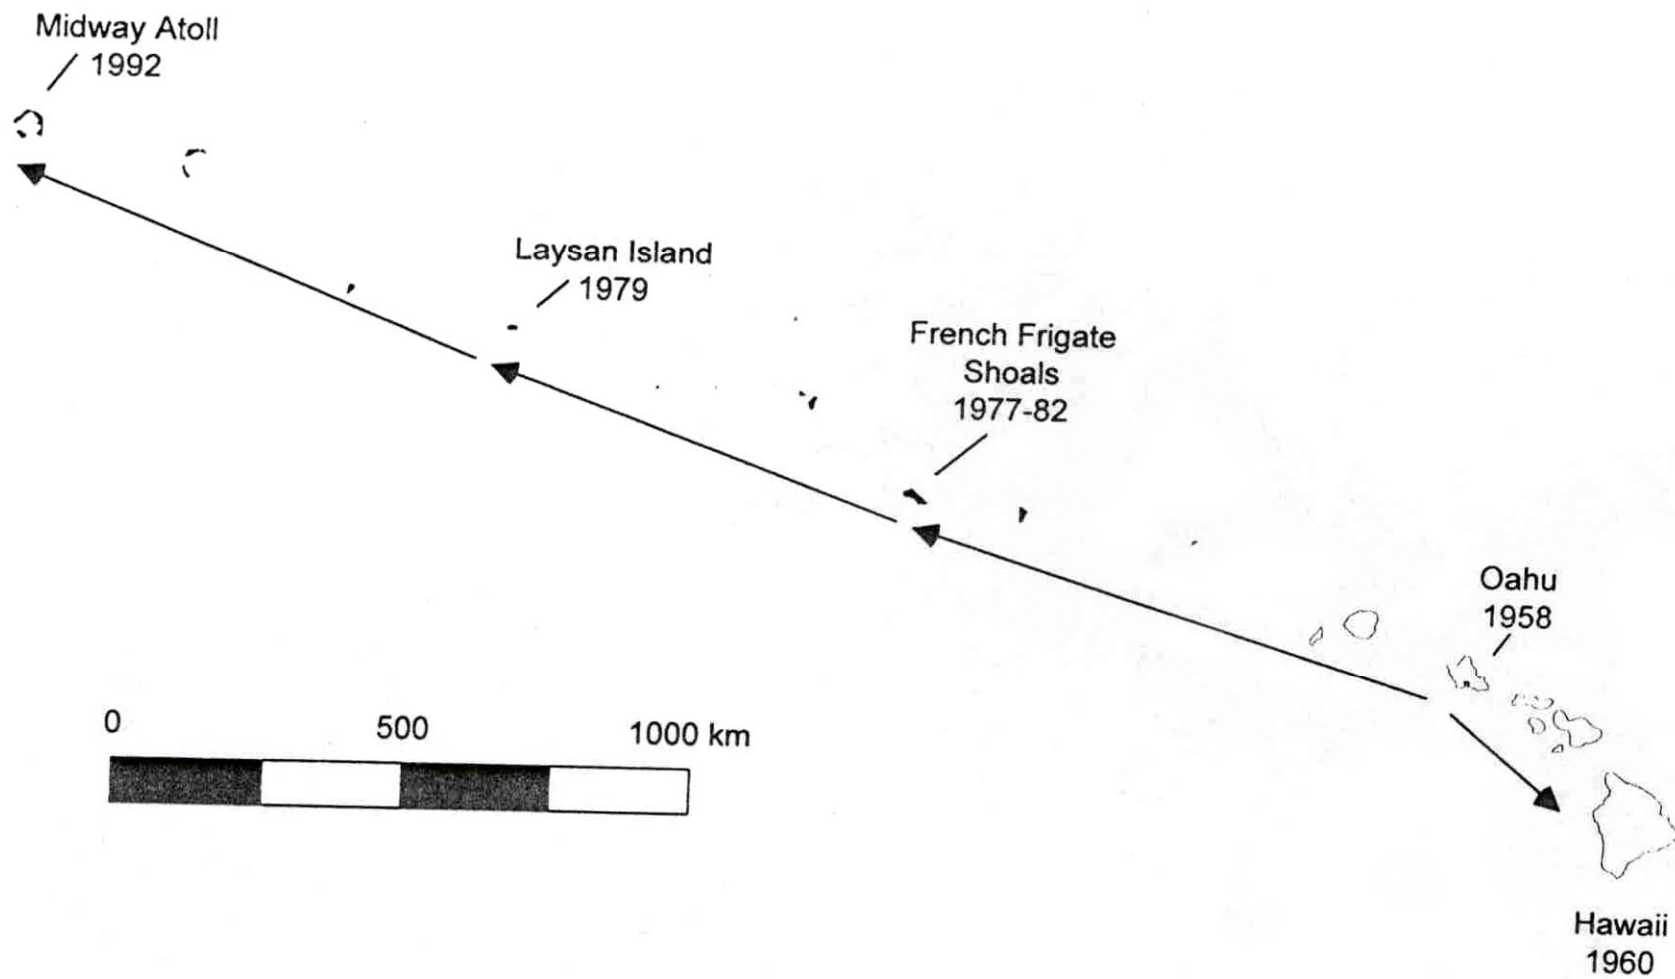 Midway Atoll
1992
Laysan Island
1979
French Frigate
Shoals
1977-82
Oahu
1958
0 500 1000 km
Hawaii
1960